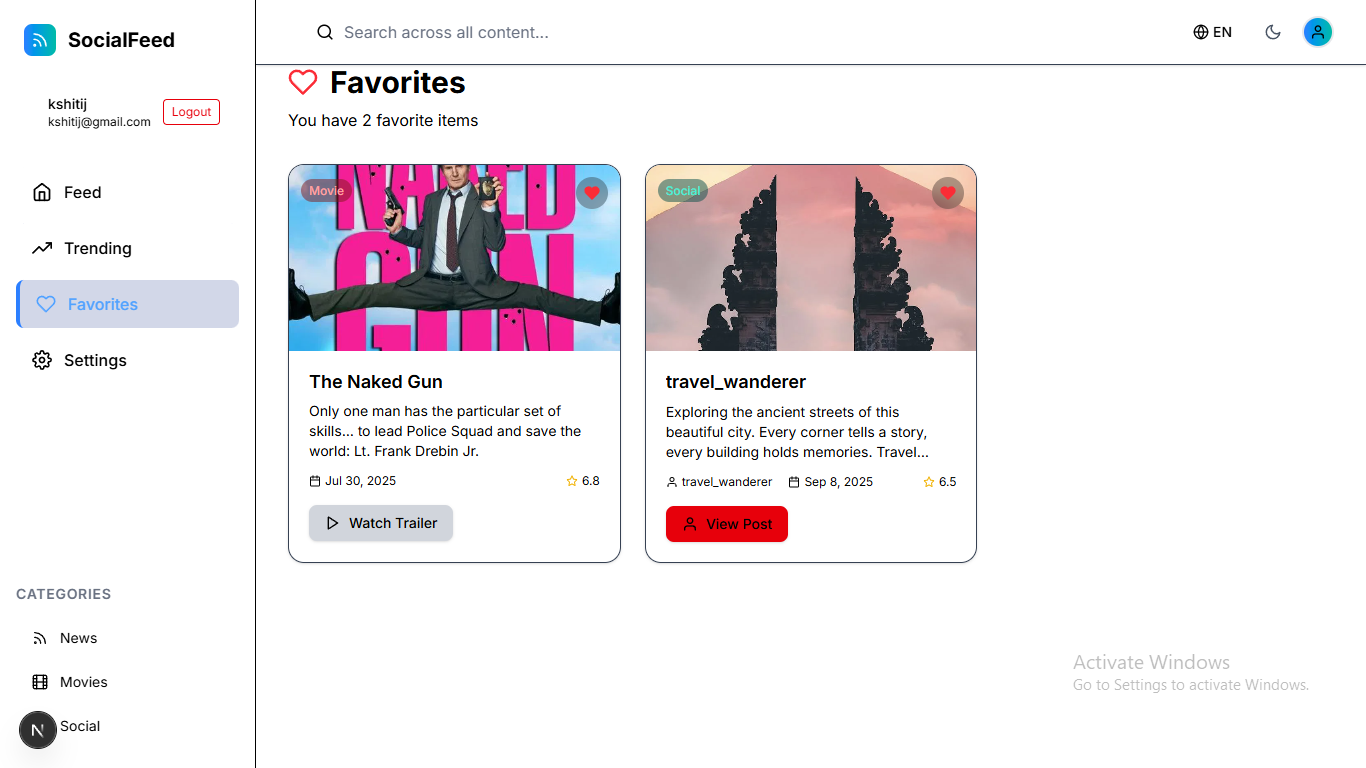 SocialFeed
kshitij
kshitij@gmail.com
Logout
Feed
Trending
Favorites
Settings
CATEGORIES
News
Movies
Social
N
Search across all content...
EN
Favorites
You have 2 favorite items
Movie
NAKED
GUN
The Naked Gun
Only one man has the particular set of
skills... to lead Police Squad and save the
world: Lt. Frank Drebin Jr.
Jul 30, 2025
6.8
Watch Trailer
Social
travel_wanderer
Exploring the ancient streets of this
beautiful city. Every corner tells a story,
every building holds memories. Travel...
travel_wanderer
Sep 8, 2025
6.5
View Post
Activate Windows
Go to Settings to activate Windows.